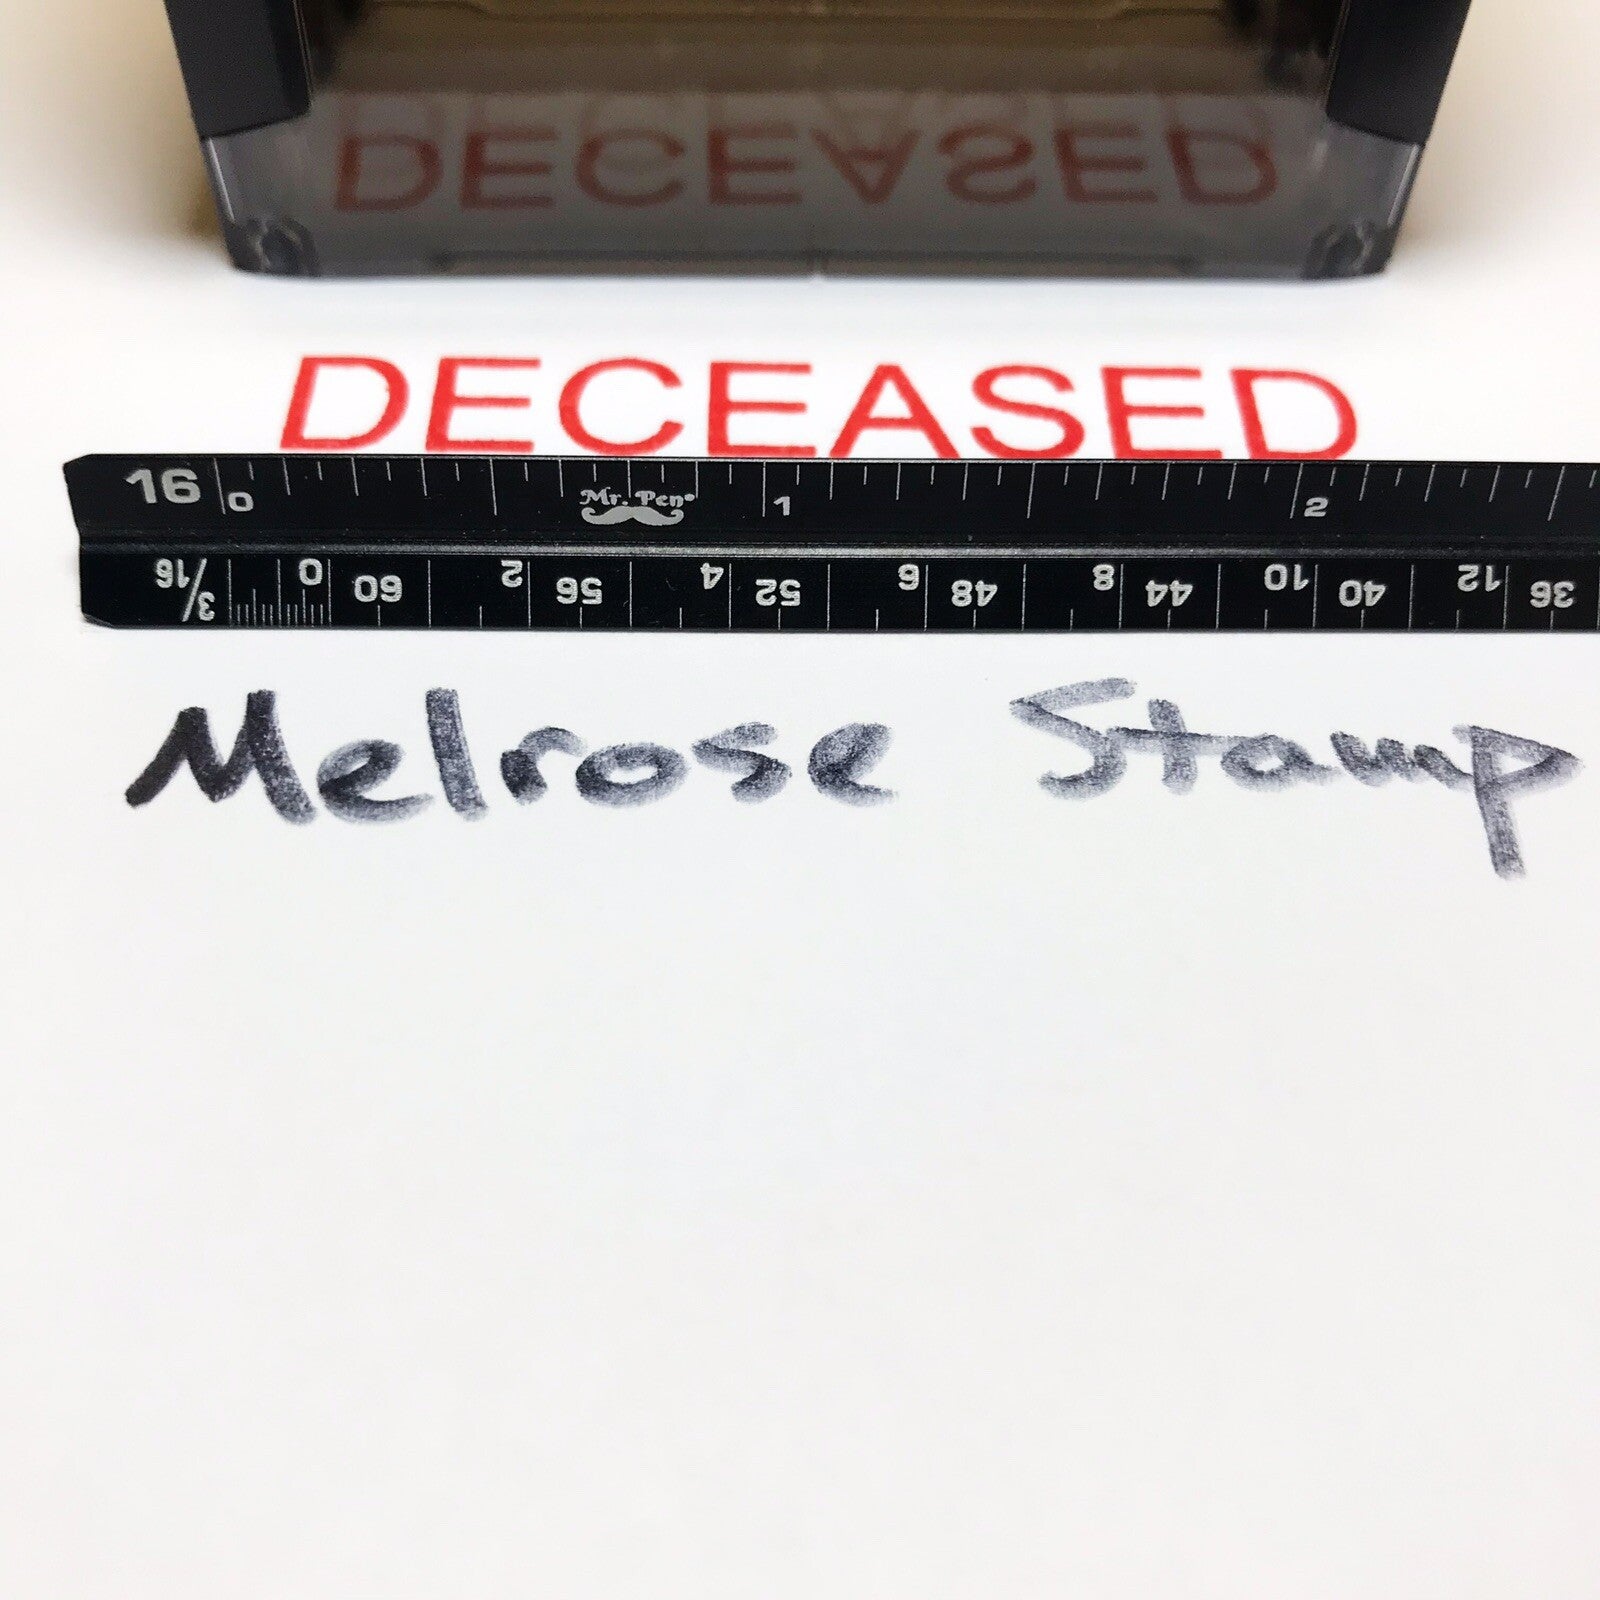 DECEASED
DECEASED
16 0 Mr. Pen® 1 2
3/16 0 60 2 56 4 52 6 48 8 44 10 40 12 36
Melrose Stamp